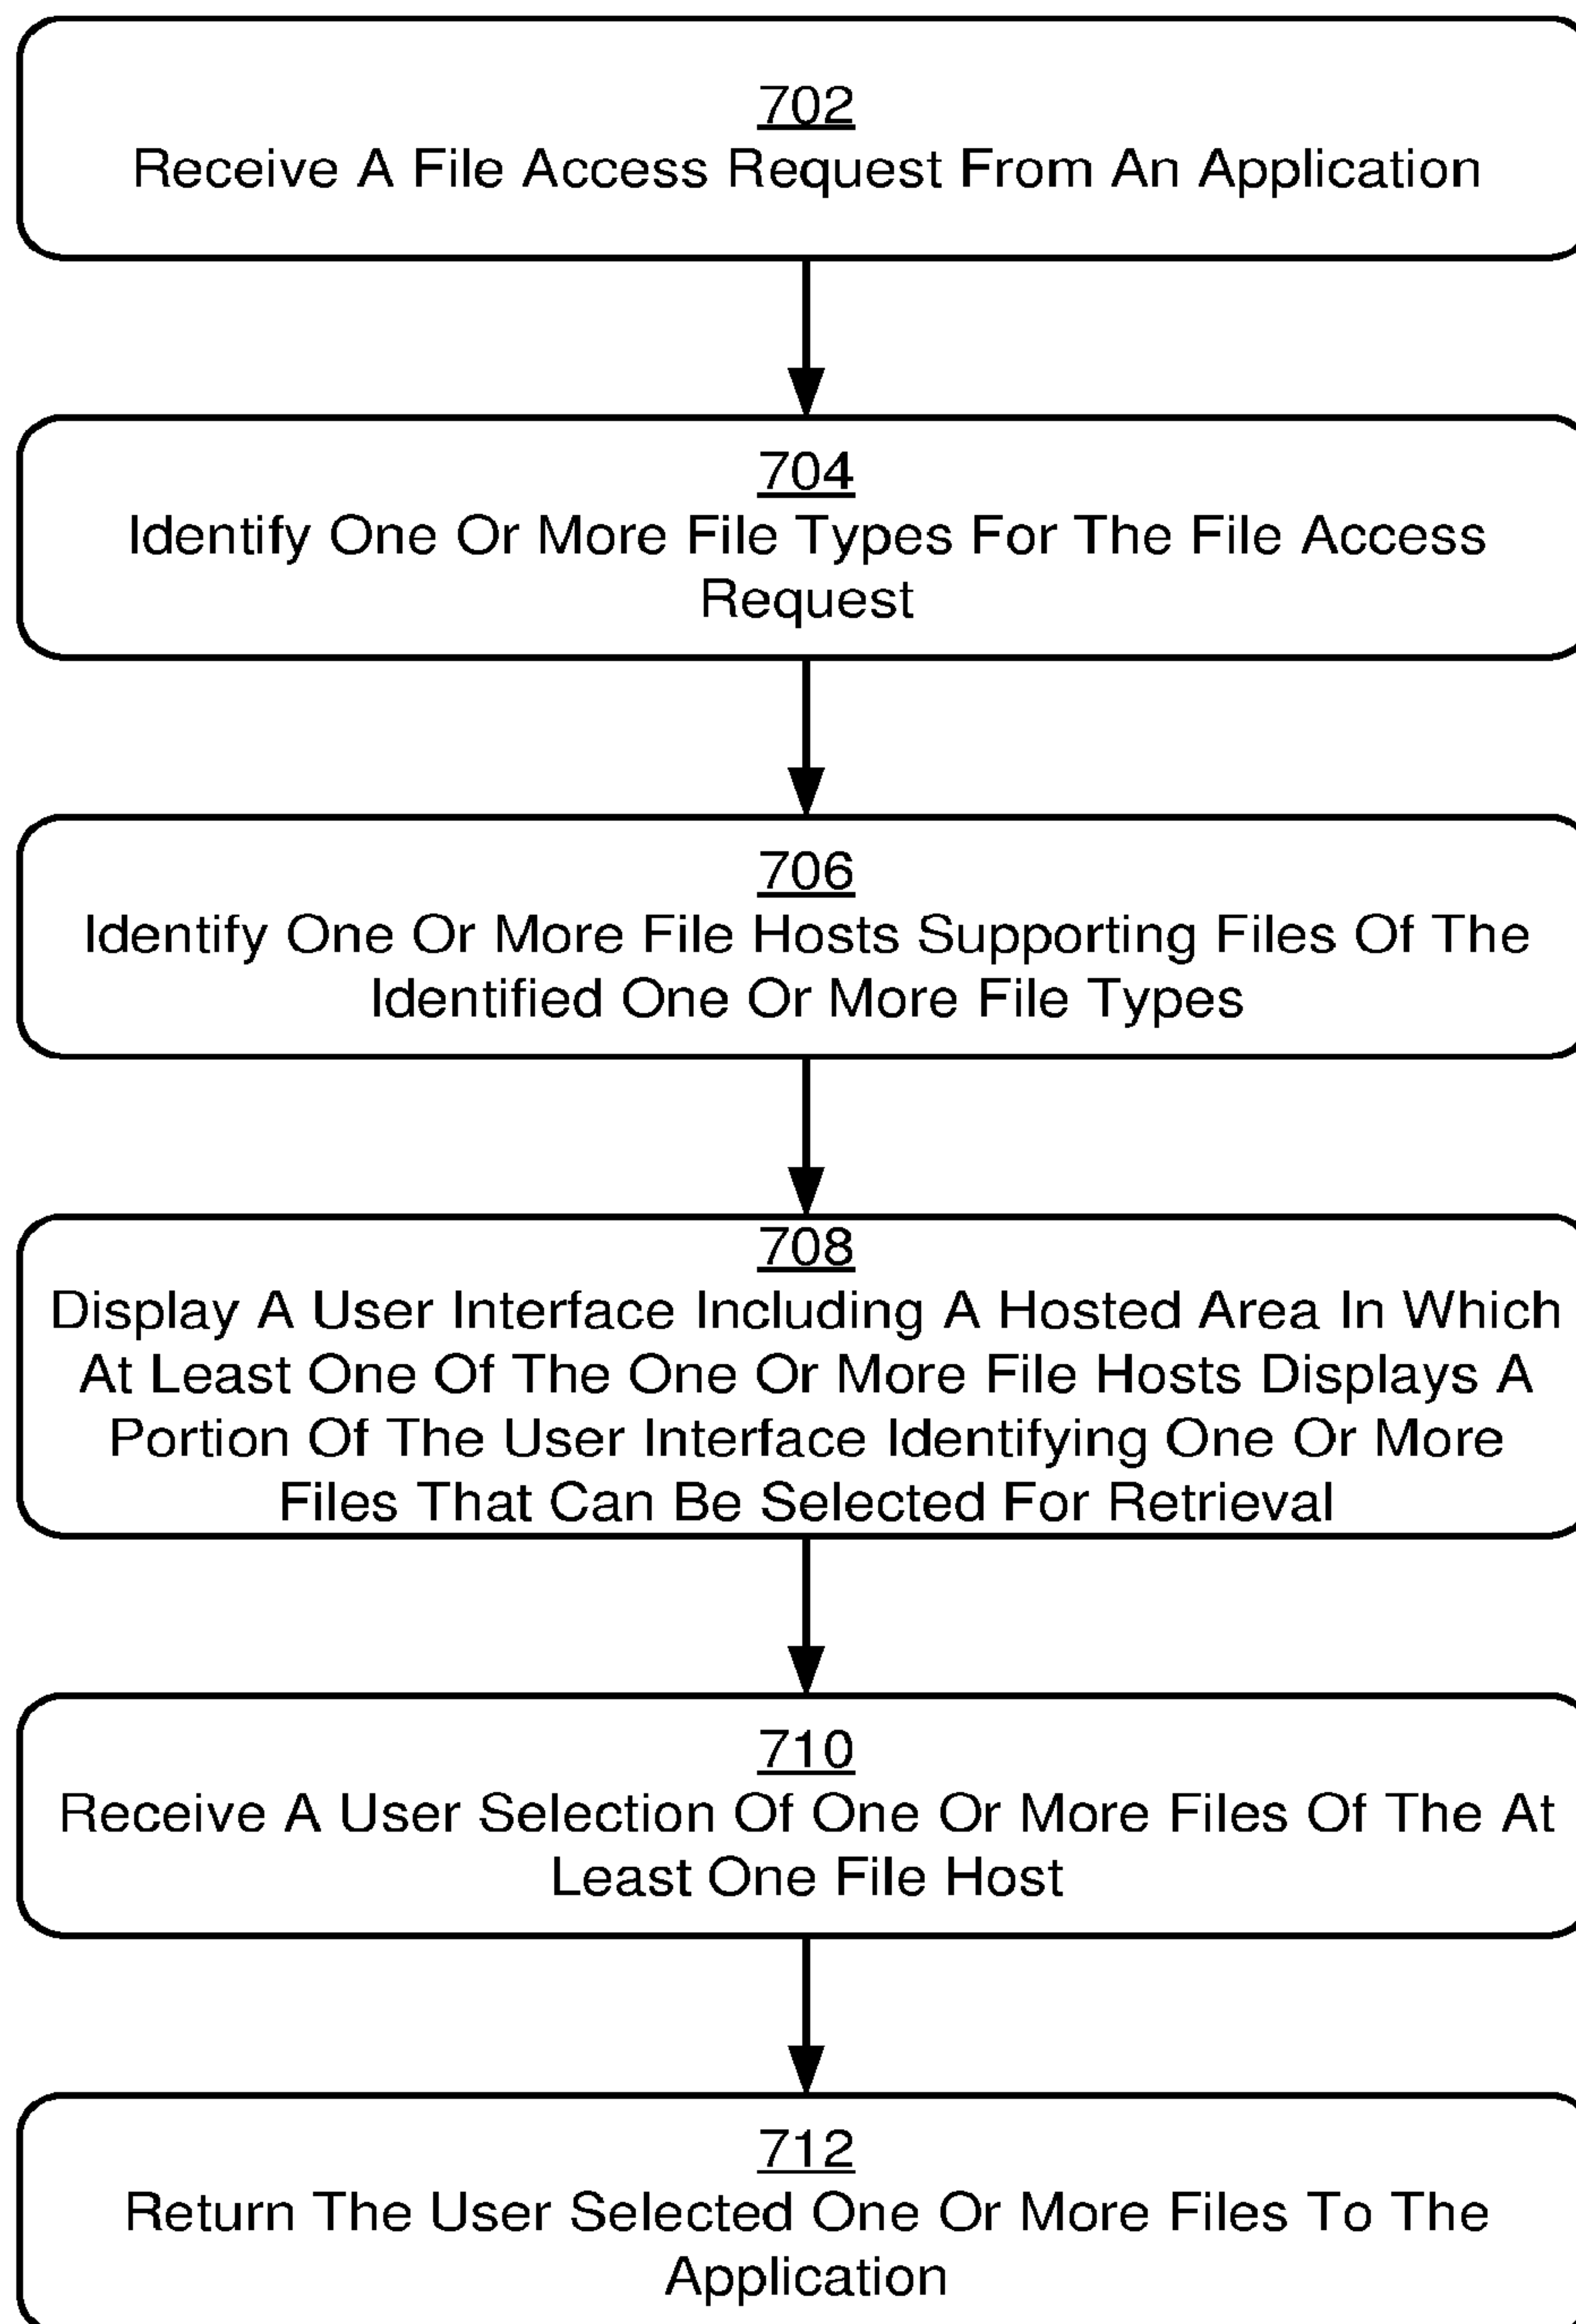 702
Receive A File Access Request From An Application
704
Identify One Or More File Types For The File Access
Request
706
Identify One Or More File Hosts Supporting Files Of The
Identified One Or More File Types
708
Display A User Interface Including A Hosted Area In Which
At Least One Of The One Or More File Hosts Displays A
Portion Of The User Interface Identifying One Or More
Files That Can Be Selected For Retrieval
710
Receive A User Selection Of One Or More Files Of The At
Least One File Host
712
Return The User Selected One Or More Files To The
Application